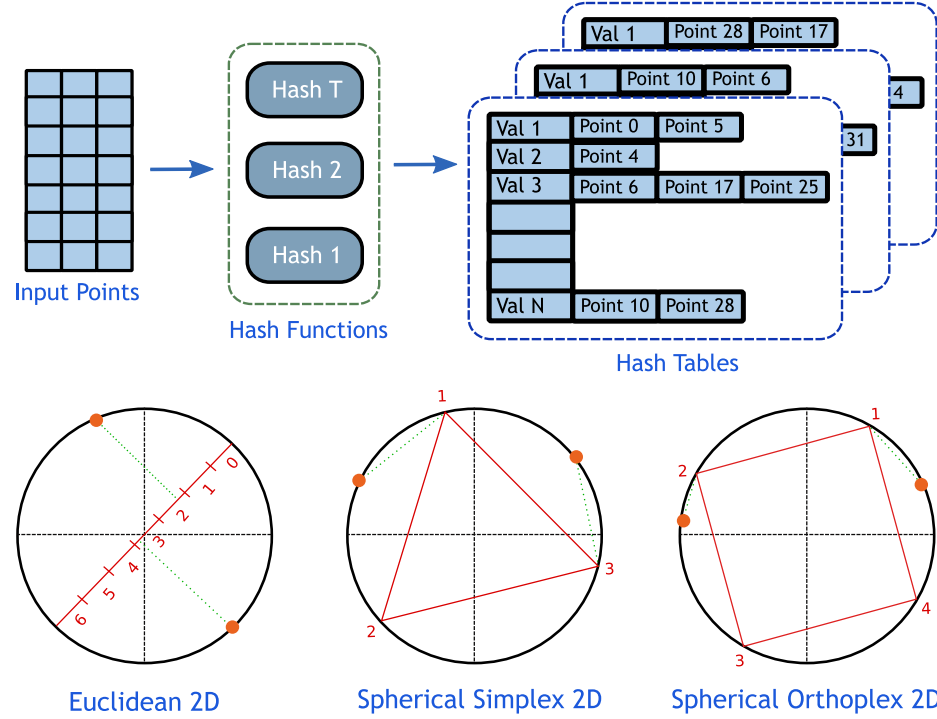 Val 1 Point 28 Point 17
Val 1 Point 10 Point 6
4
Hash T
Val 1 Point 0 Point 5
31
Val 2 Point 4
Hash 2
Val 3 Point 6 Point 17 Point 25
Hash 1
Input Points
Val N Point 10 Point 28
Hash Functions
Hash Tables
0
1
2
3
4
5
6
1
2
3
1
2
3
4
Euclidean 2D
Spherical Simplex 2D
Spherical Orthoplex 2D